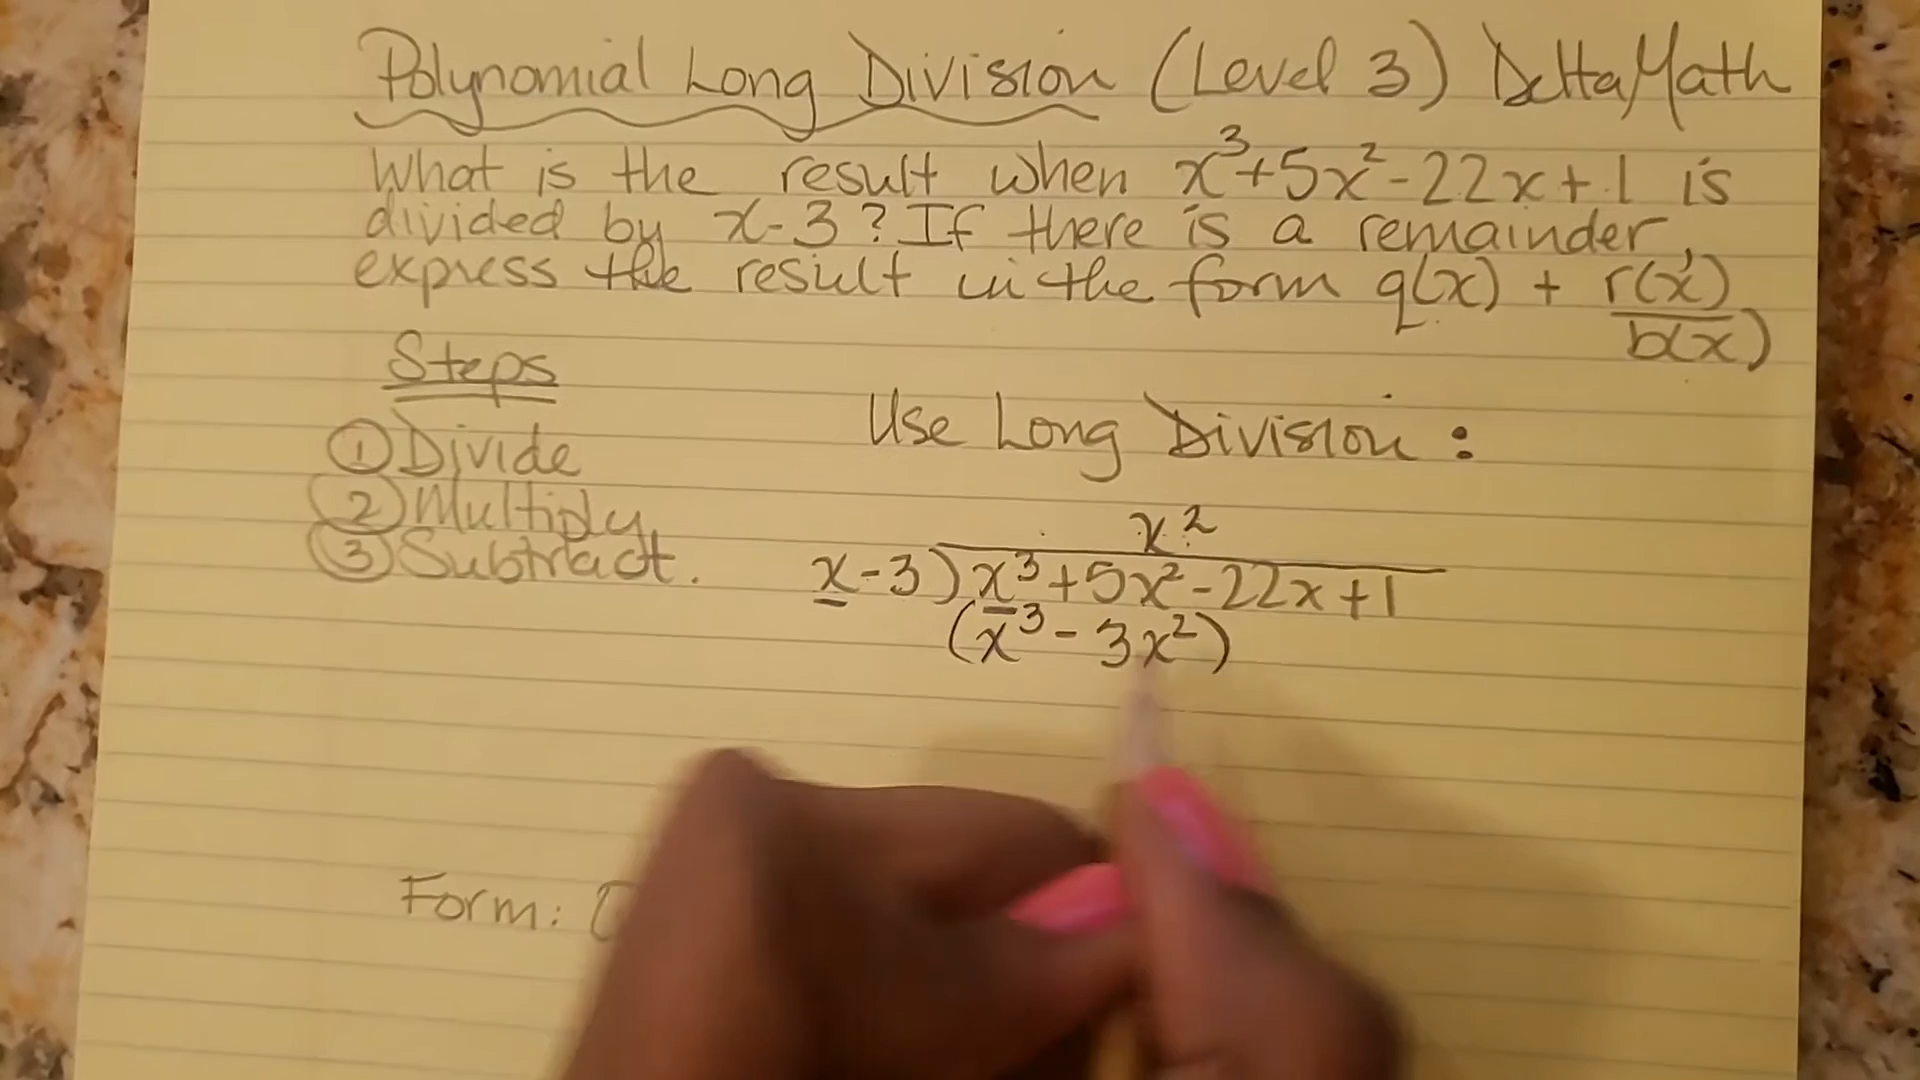 Polynomial Long Division (Level 3) DeltaMath
What is the result when x³+5x²-22x+1 is
divided by x-3? If there is a remainder,
express the result in the form q(x) + r(x)
b(x)
Steps
① Divide
② Multiply
③ Subtract.
Use Long Division:
x²
x-3)x³+5x²-22x+1
(x³-3x²)
Form: